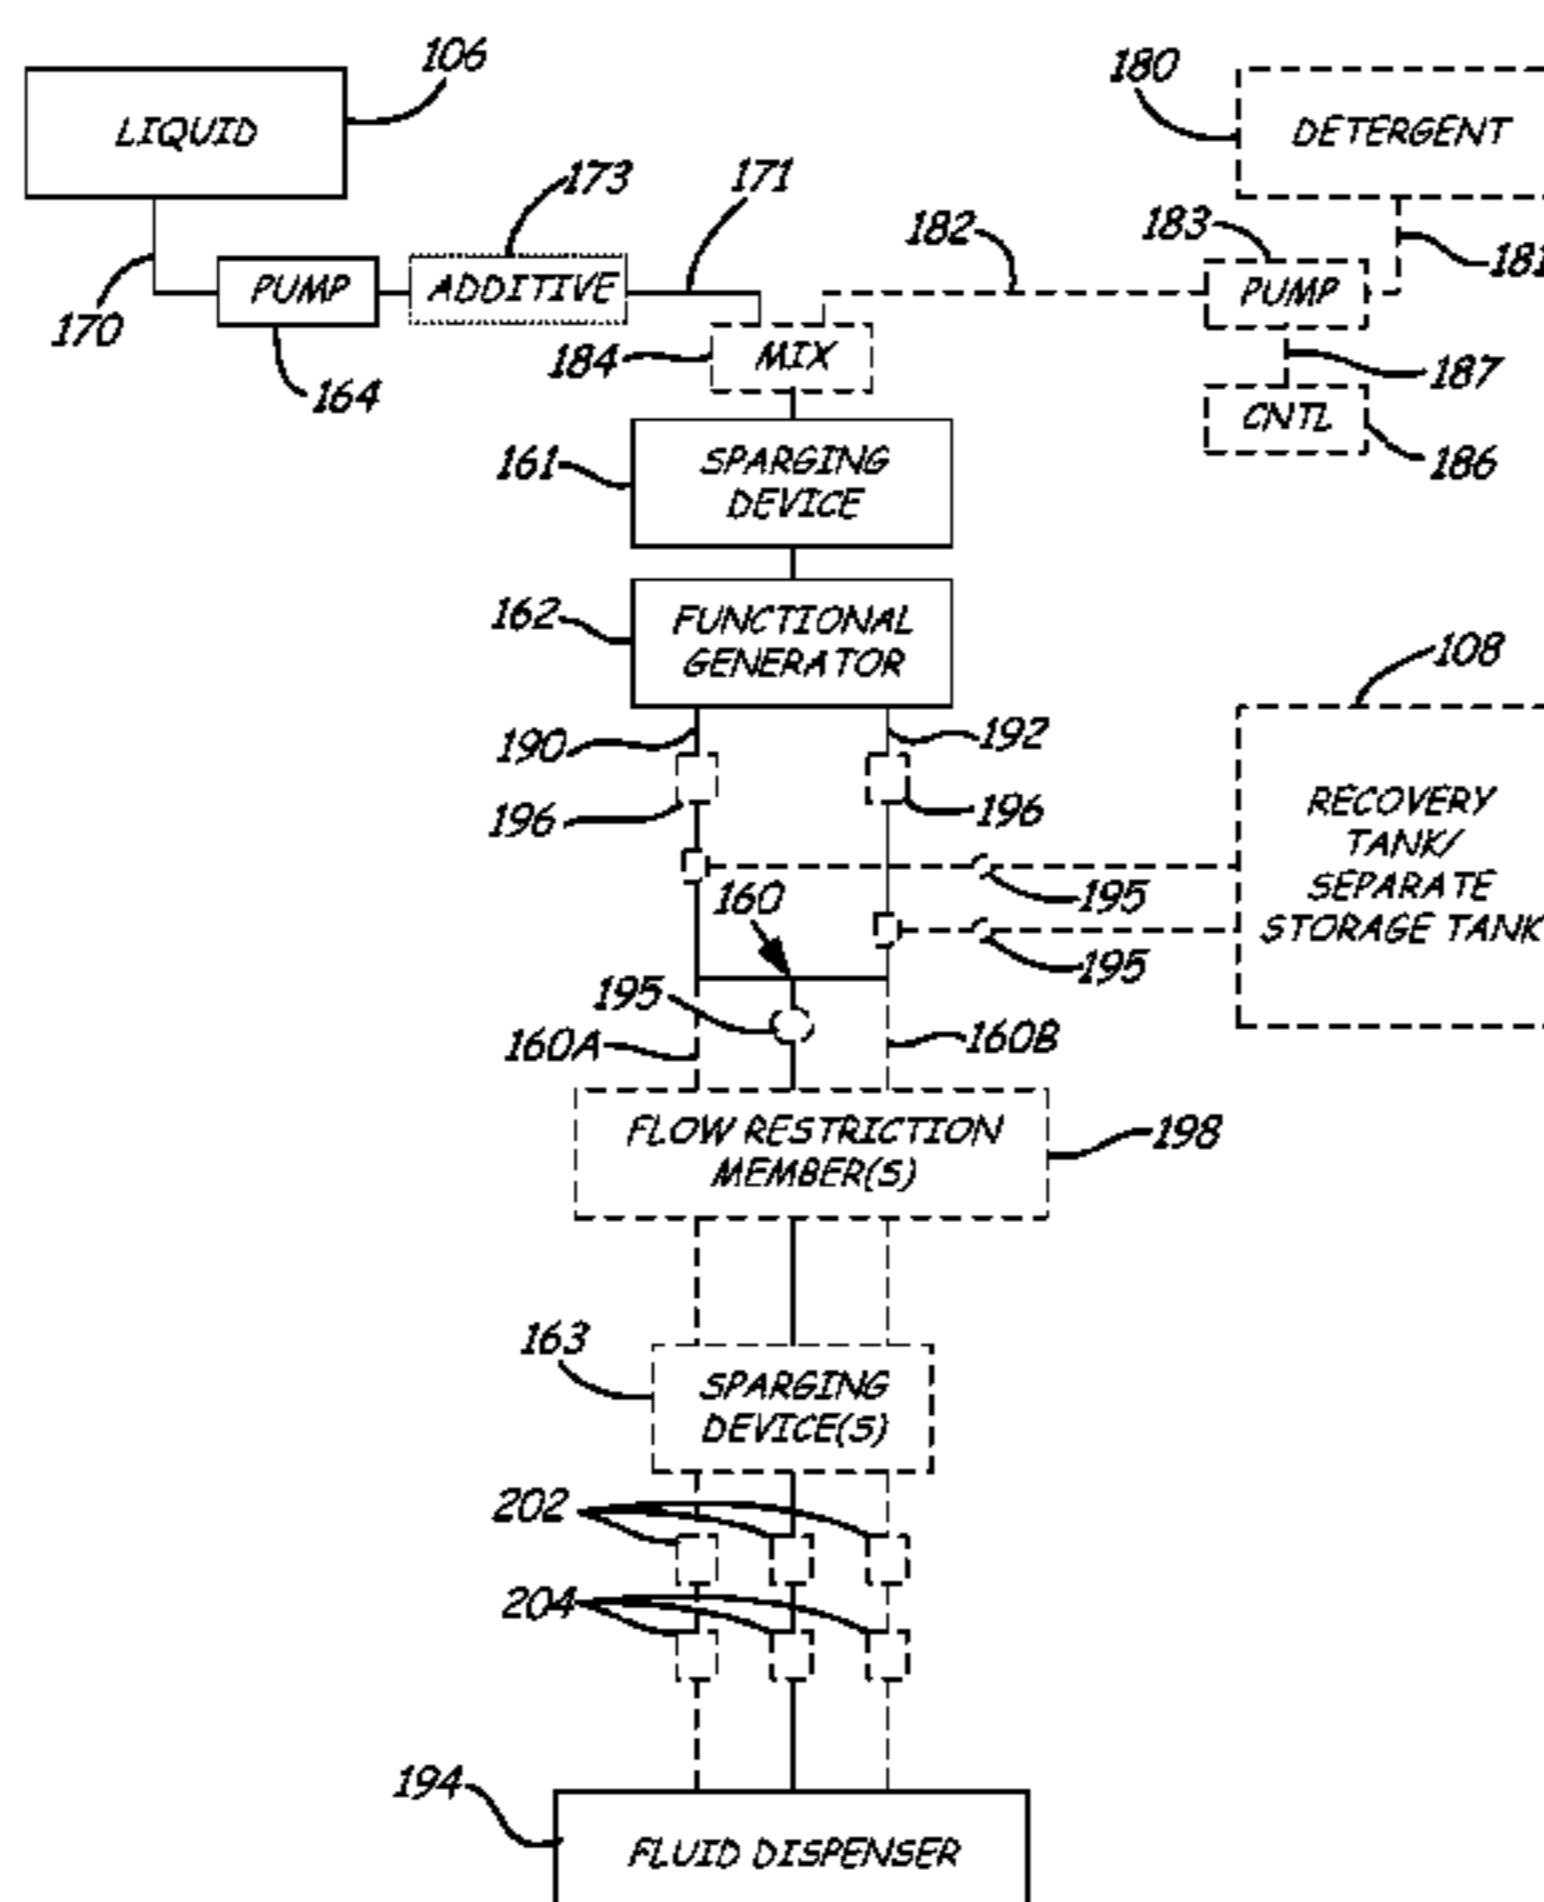 106
180
LIQUID
DETERGENT
173
171
182
183
181
PUMP
ADDITIVE
PUMP
170
184
MIX
187
164
CNTL
161
SPARGING
DEVICE
186
162
FUNCTIONAL
GENERATOR
108
190
192
196
196
RECOVERY
TANK/
SEPARATE
STORAGE TANK
160
195
195
195
160A
160B
FLOW RESTRICTION
MEMBER(S)
198
163
SPARGING
DEVICE(S)
202
204
194
FLUID DISPENSER